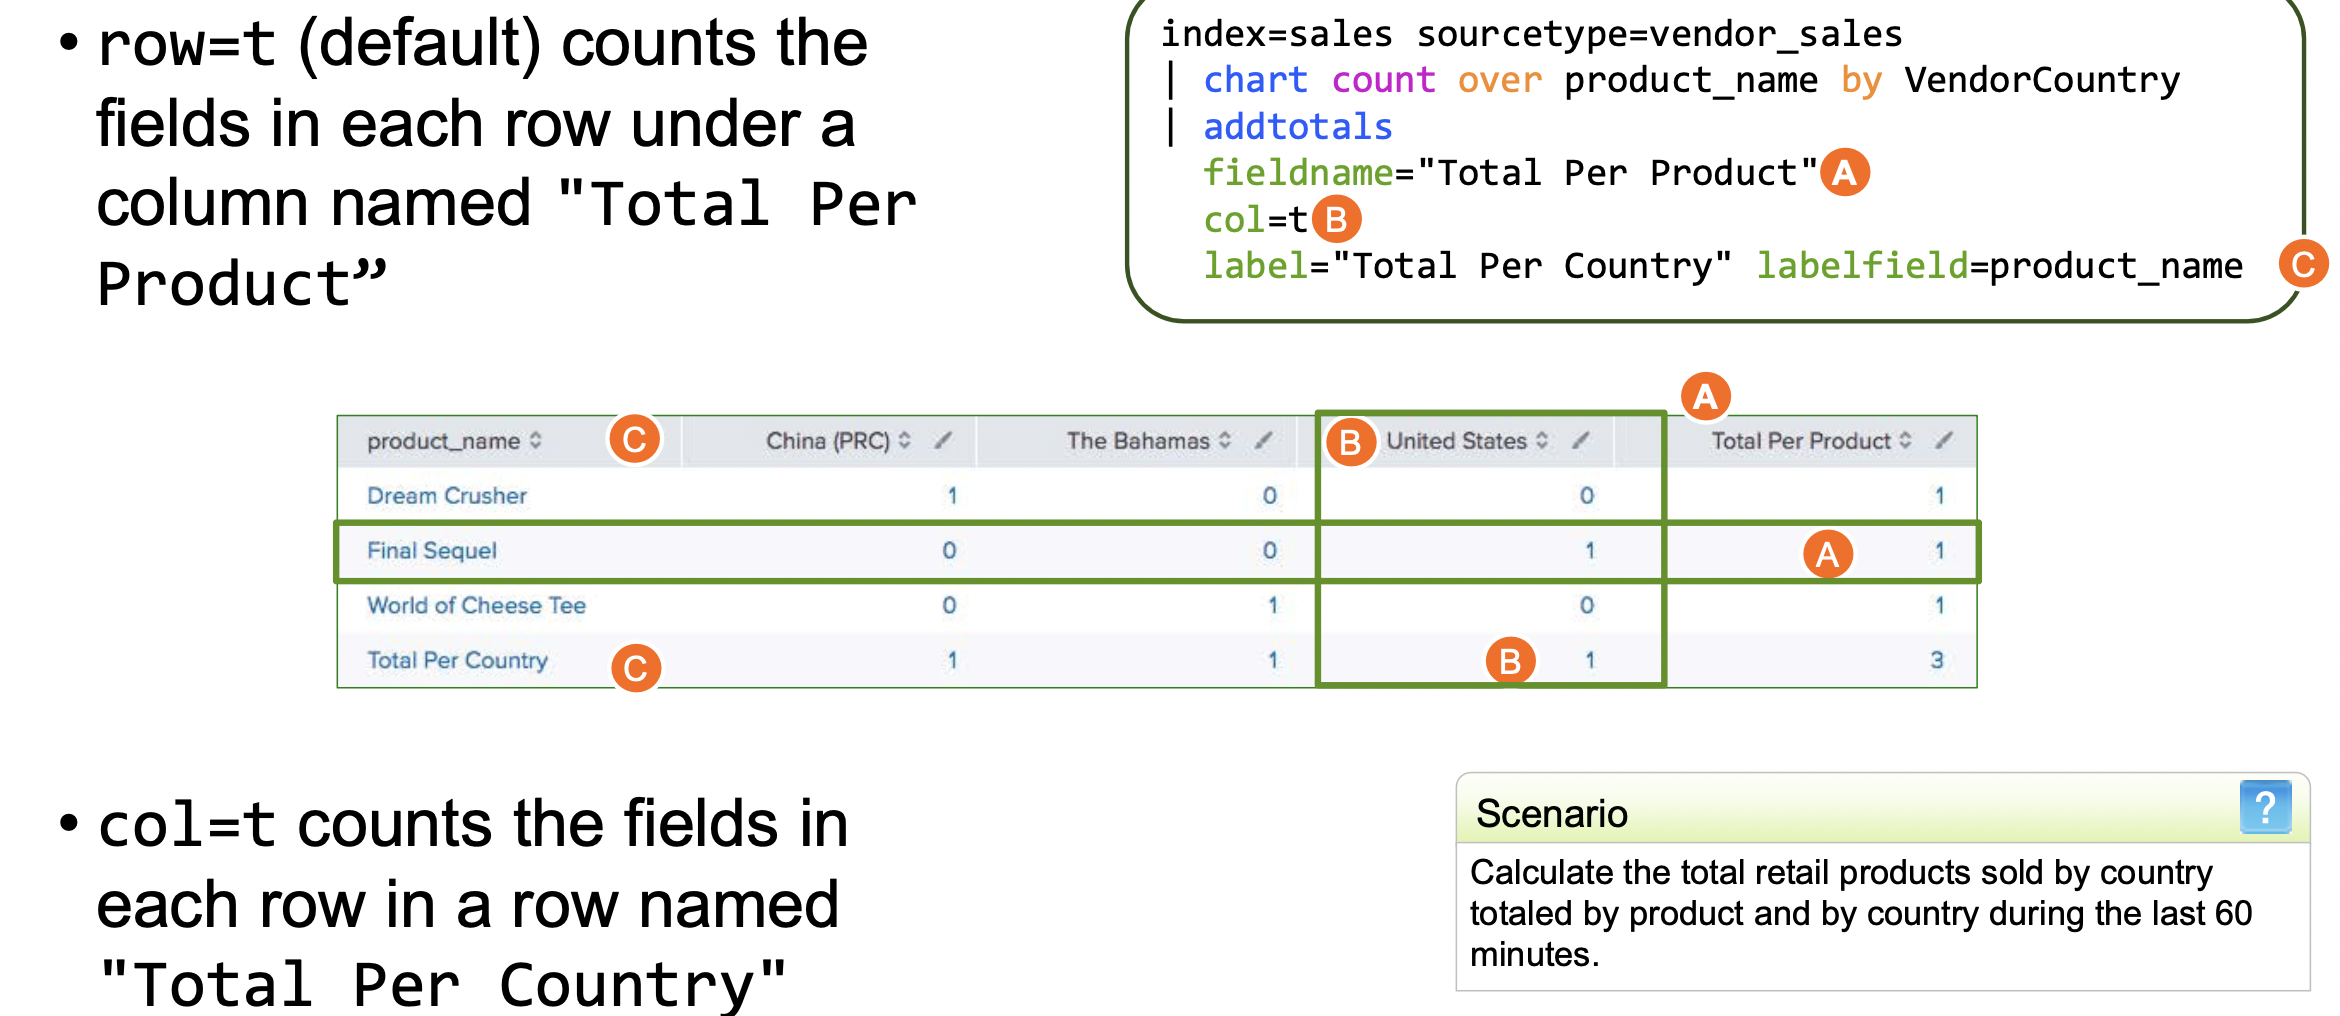 • row=t (default) counts the
fields in each row under a
column named "Total Per
Product”
index=sales sourcetype=vendor_sales
| chart count over product_name by VendorCountry
| addtotals
fieldname="Total Per Product" A
col=t B
label="Total Per Country" labelfield=product_name C
A
product_name C China (PRC) The Bahamas B United States Total Per Product
Dream Crusher 1 0 0 1
Final Sequel 0 0 1 A 1
World of Cheese Tee 0 1 0 1
Total Per Country C 1 1 B 1 3
• col=t counts the fields in
each row in a row named
"Total Per Country"
Scenario ?
Calculate the total retail products sold by country
totaled by product and by country during the last 60
minutes.